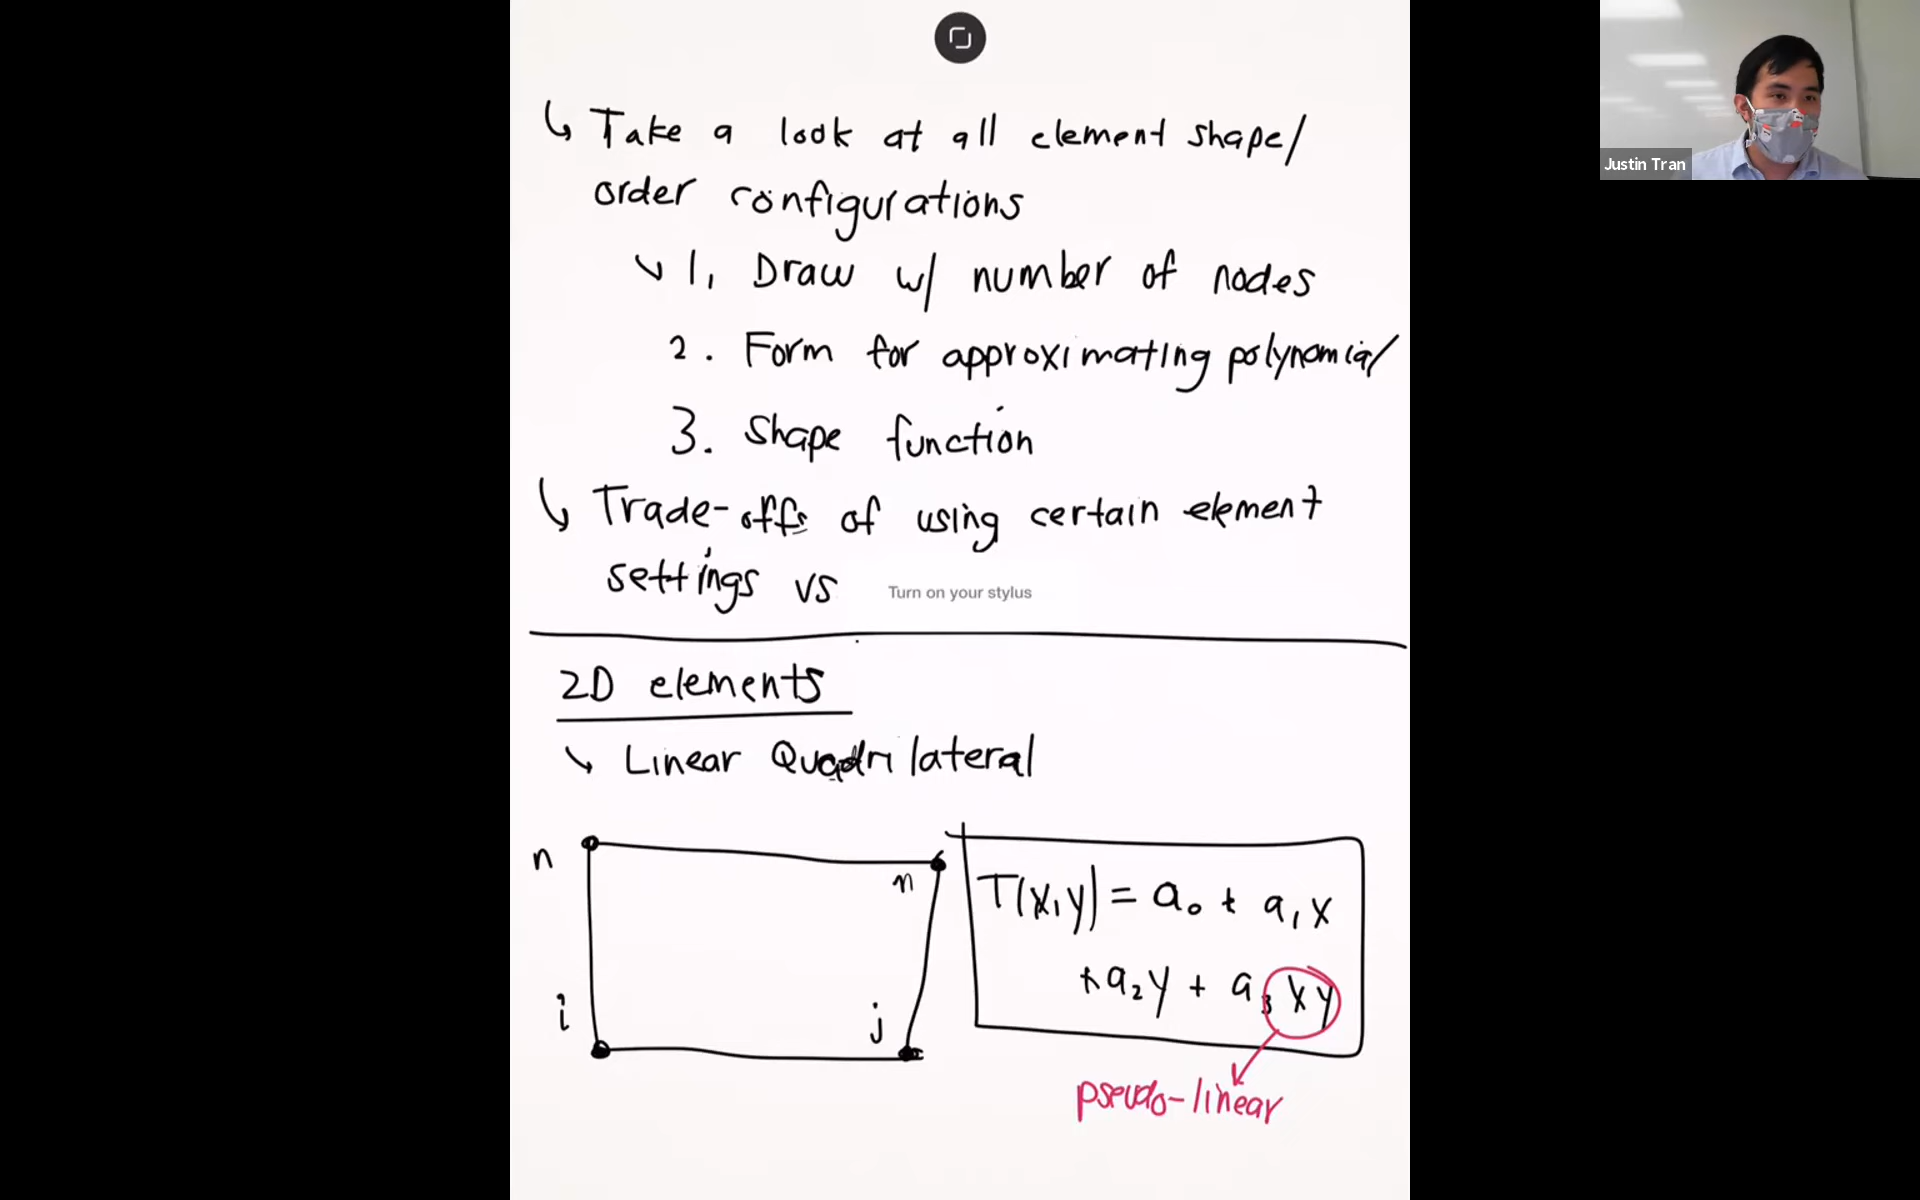 ↳ Take a look at all element shape/
order configurations
↘ 1. Draw w/ number of nodes
2. Form for approximating polynomial
3. Shape function
↳ Trade-offs of using certain element
settings vs
Turn on your stylus
2D elements
↘ Linear Quadrilateral
n
m
i
j
T(x,y) = a₀ + a₁x
+ a₂y + a₃xy
pseudo-linear
Justin Tran